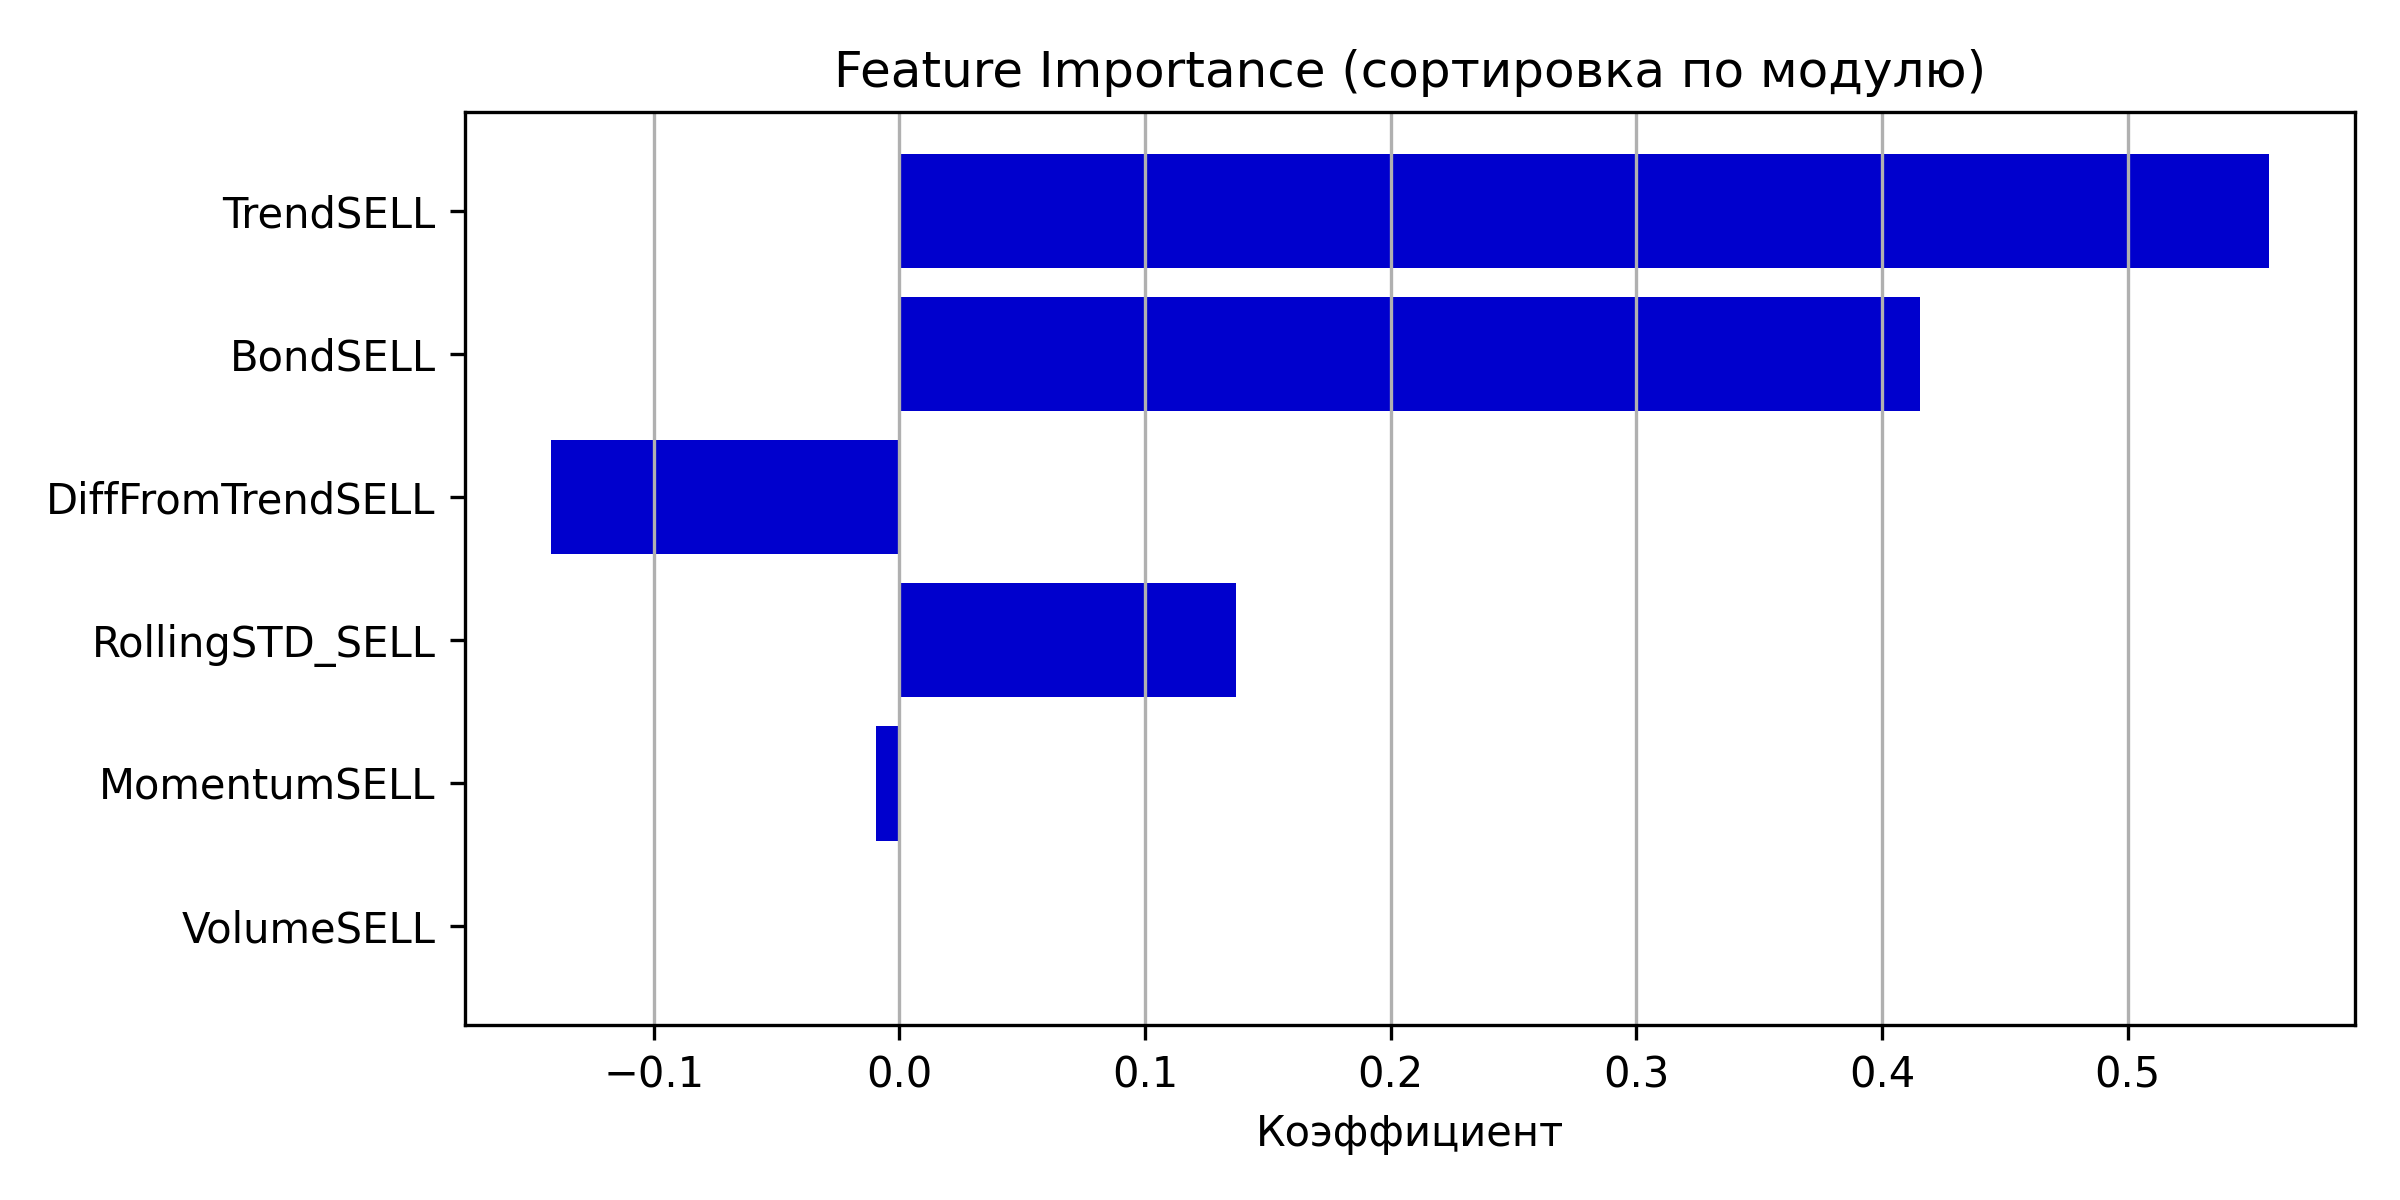 Feature Importance (сортировка по модулю)
TrendSELL
BondSELL
DiffFromTrendSELL
RollingSTD_SELL
MomentumSELL
VolumeSELL
−0.1 0.0 0.1 0.2 0.3 0.4 0.5
Коэффициент